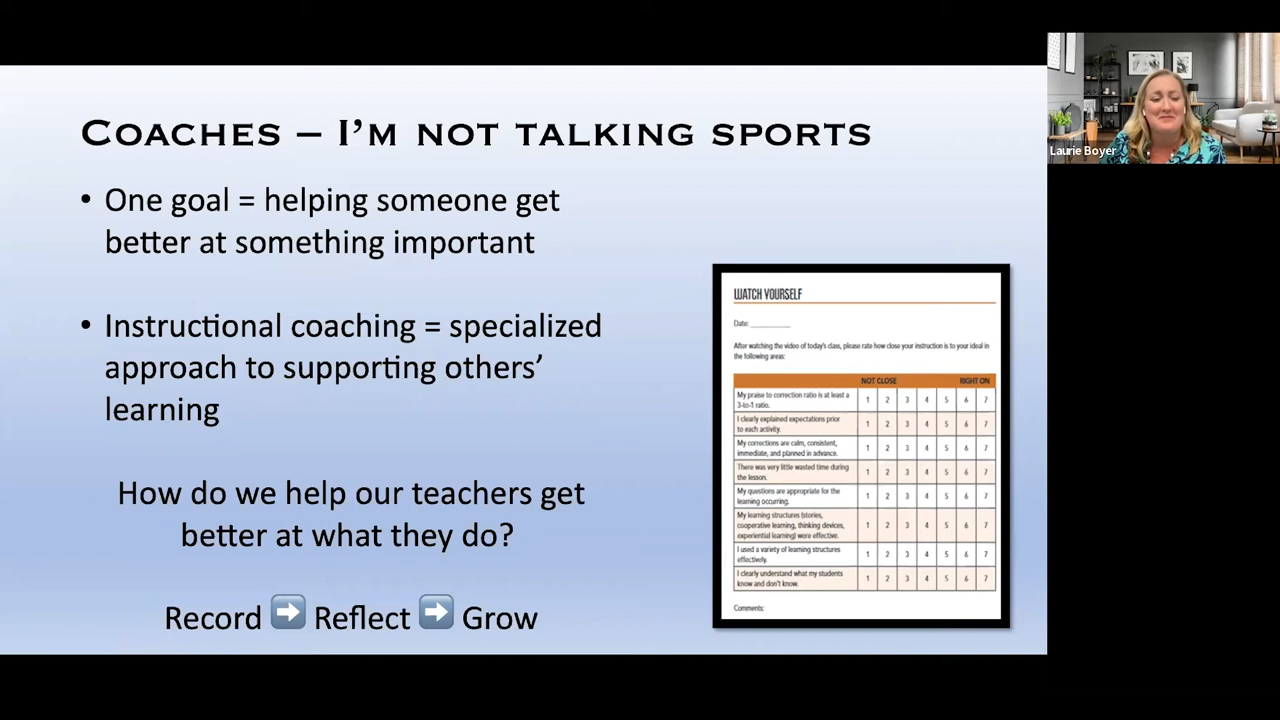 COACHES – I'M NOT TALKING SPORTS
• One goal = helping someone get
better at something important
• Instructional coaching = specialized
approach to supporting others'
learning
How do we help our teachers get
better at what they do?
Record ➡ Reflect ➡ Grow
WATCH YOURSELF
Date: __________
After watching the video of today's class, please rate how close your instruction is to your ideal in
the following areas:
NOT CLOSE RIGHT ON
My praise to correction ratio is at least a
3-to-1 ratio.
1 2 3 4 5 6 7
I clearly explained expectations prior
to each activity.
1 2 3 4 5 6 7
My corrections are calm, consistent,
immediate, and planned in advance.
1 2 3 4 5 6 7
There was very little wasted time during
the lesson.
1 2 3 4 5 6 7
My questions are appropriate for the
learning occurring.
1 2 3 4 5 6 7
My learning structures (stories,
cooperative learning, thinking devices,
experiential learning) were effective.
1 2 3 4 5 6 7
I used a variety of learning structures
effectively.
1 2 3 4 5 6 7
I clearly understand what my students
know and don't know.
1 2 3 4 5 6 7
Comments:
Laurie Boyer